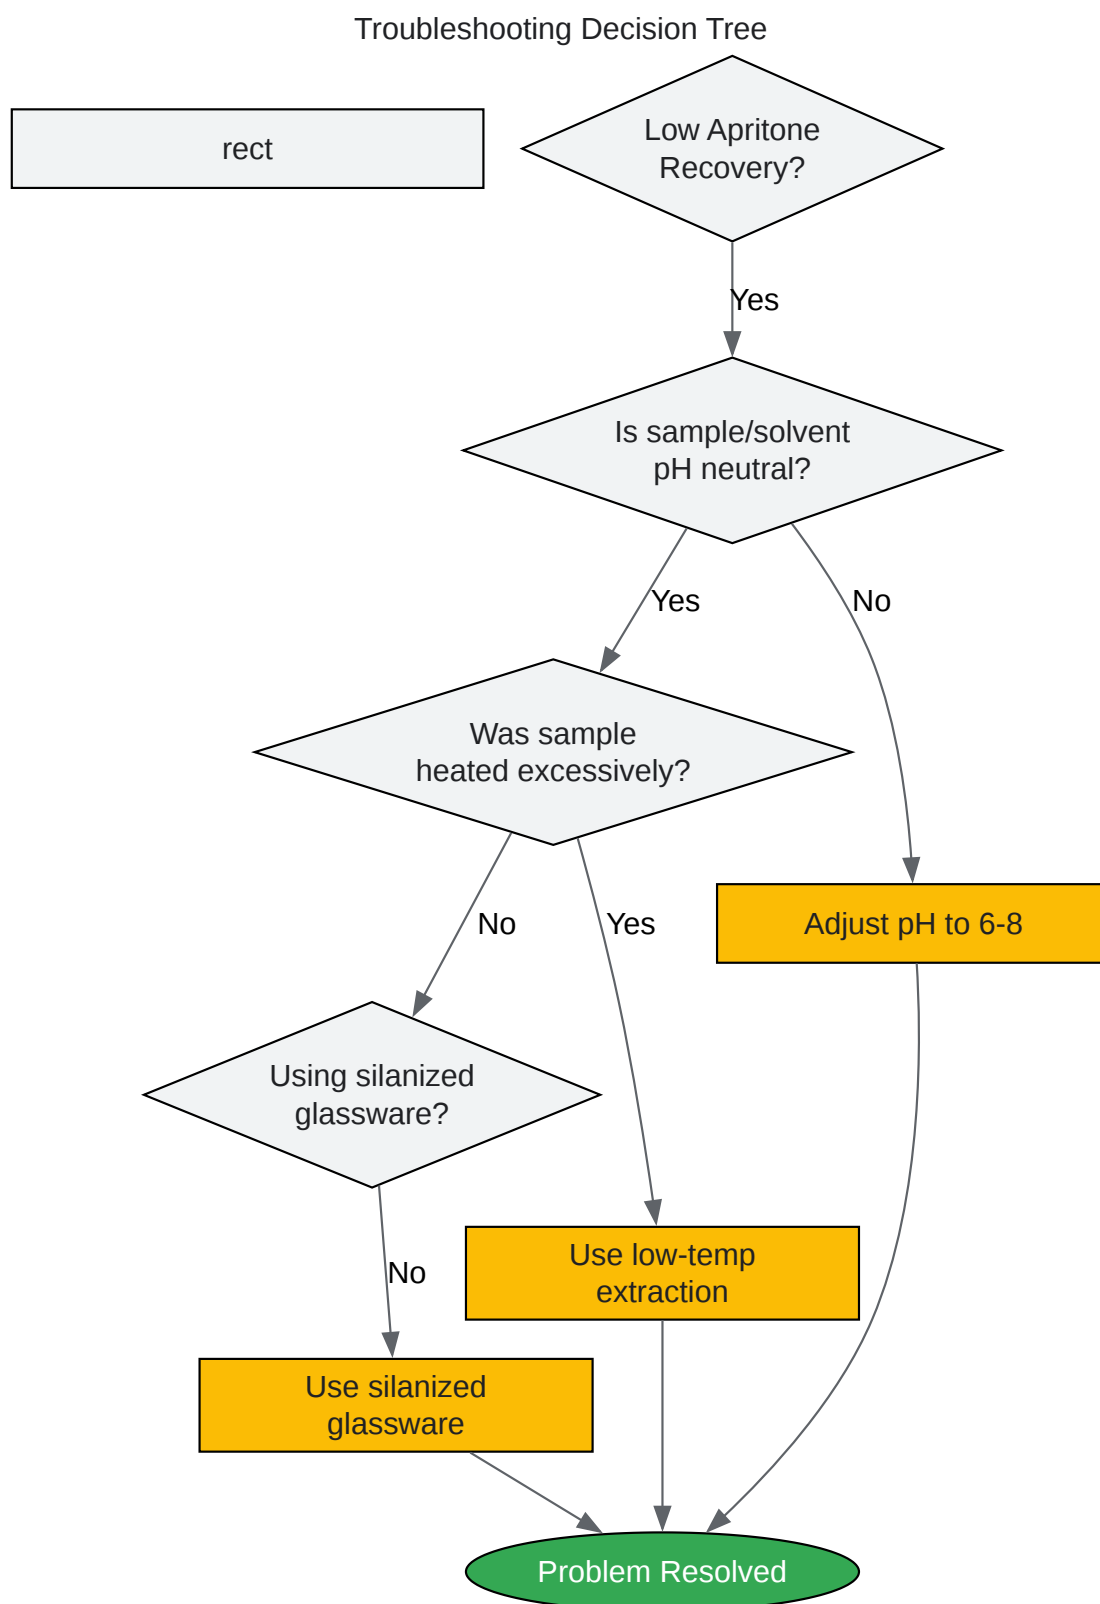 Troubleshooting Decision Tree
rect
Low Apritone
Recovery?
Yes
Is sample/solvent
pH neutral?
Yes
No
Was sample
heated excessively?
No
Yes
Adjust pH to 6-8
Using silanized
glassware?
No
Use low-temp
extraction
Use silanized
glassware
Problem Resolved